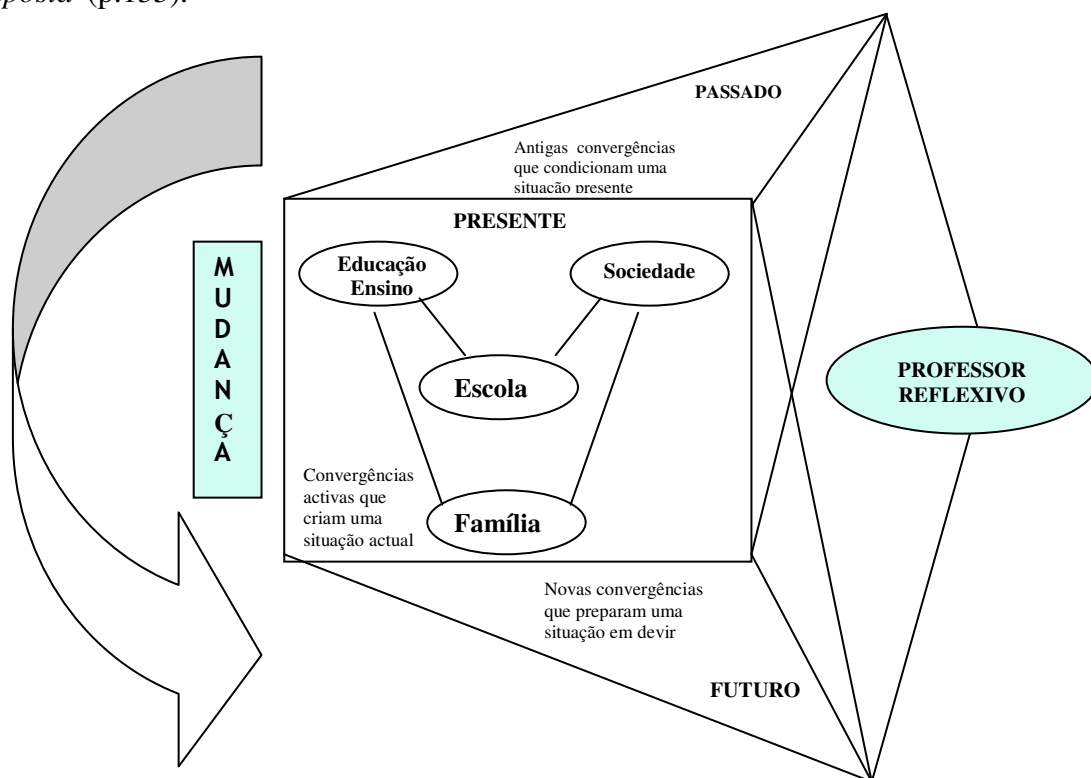 posta" (p.155).
PASSADO
Antigas convergências
que condicionam uma
situação presente
PRESENTE
Educação
Ensino
Sociedade
Escola
Família
Convergências
activas que
criam uma
situação actual
Novas convergências
que preparam uma
situação em devir
FUTURO
M
U
D
A
N
Ç
A
PROFESSOR
REFLEXIVO